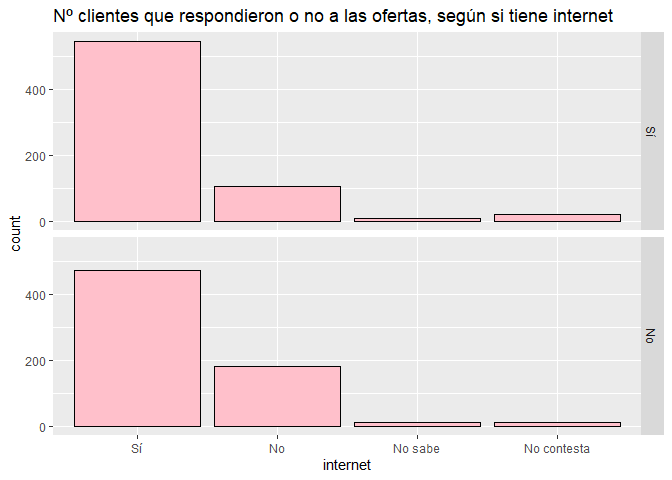 Nº clientes que respondieron o no a las ofertas, según si tiene internet
count
400
200
0
Sí
400
200
0
No
Sí No No sabe No contesta
internet